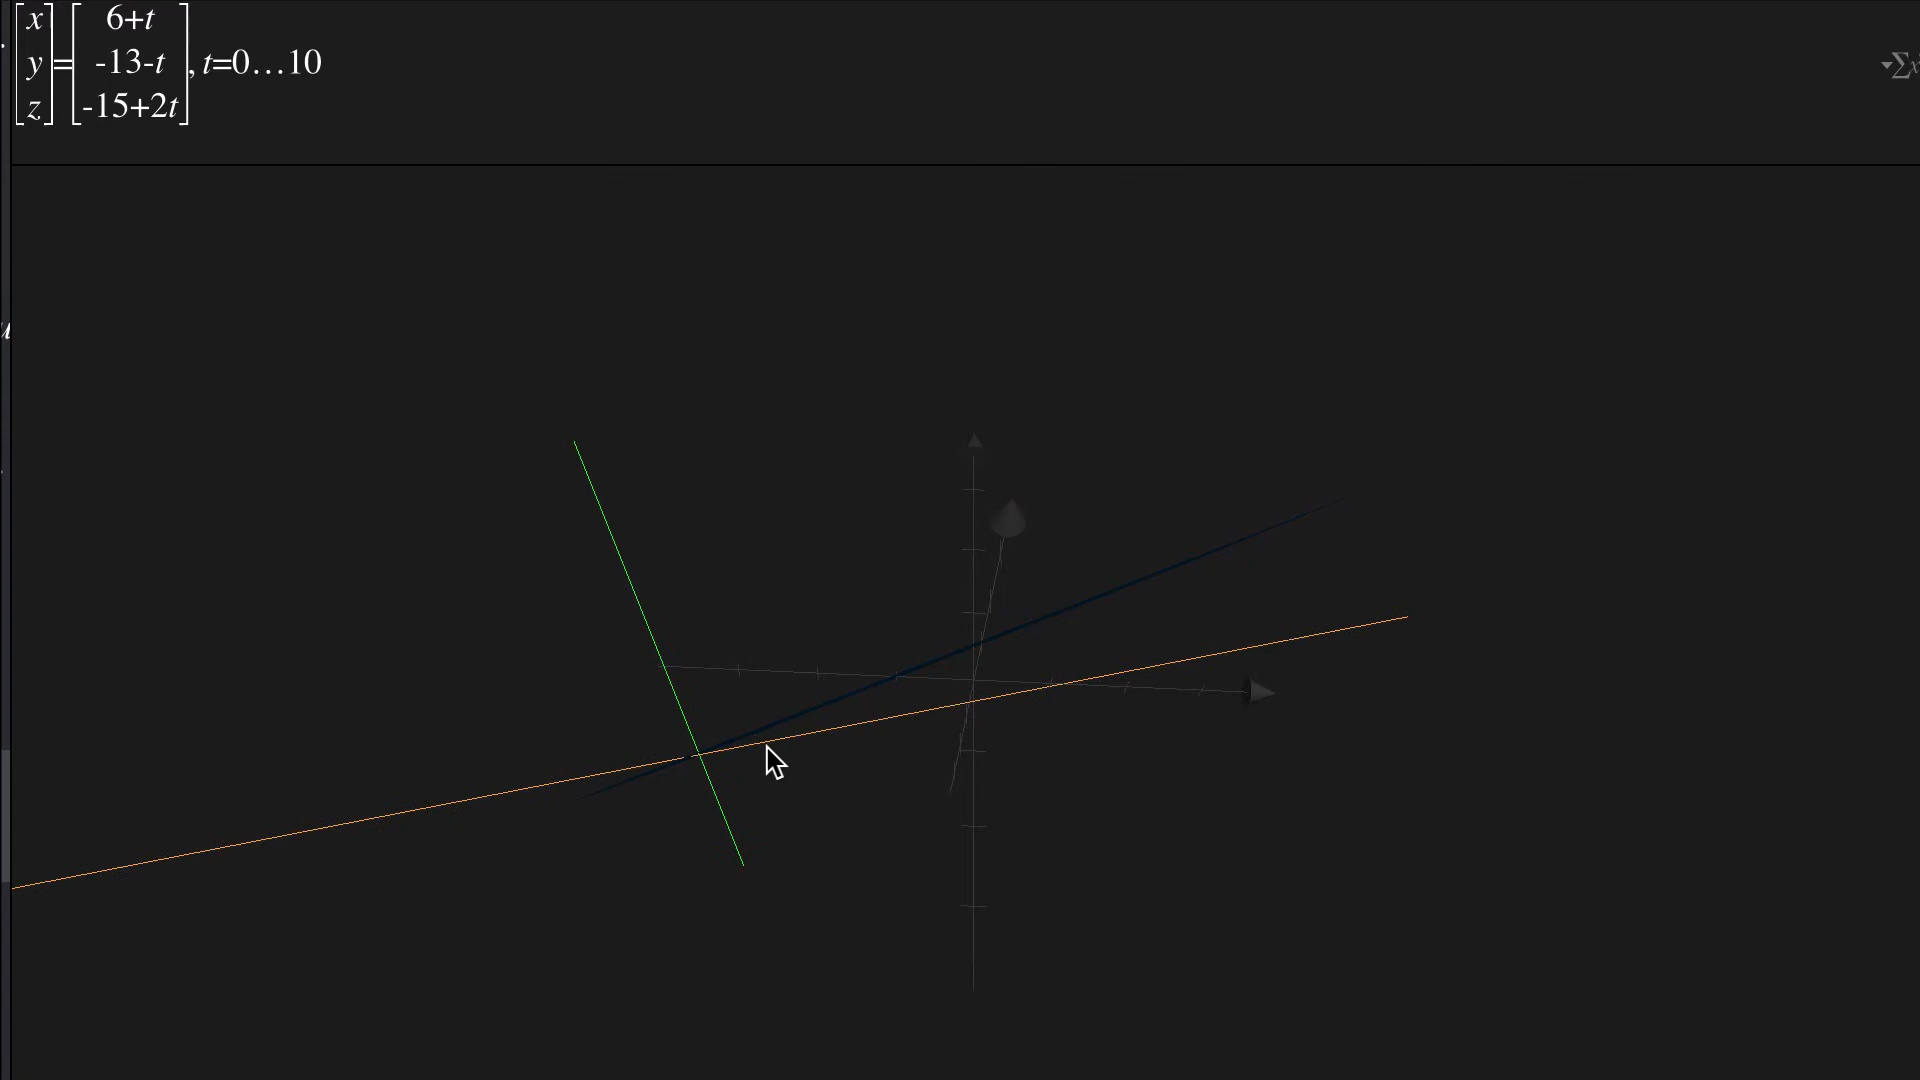 [x] [6+t]
[y]=[-13-t], t=0…10
[z] [-15+2t]
▾∑x
u